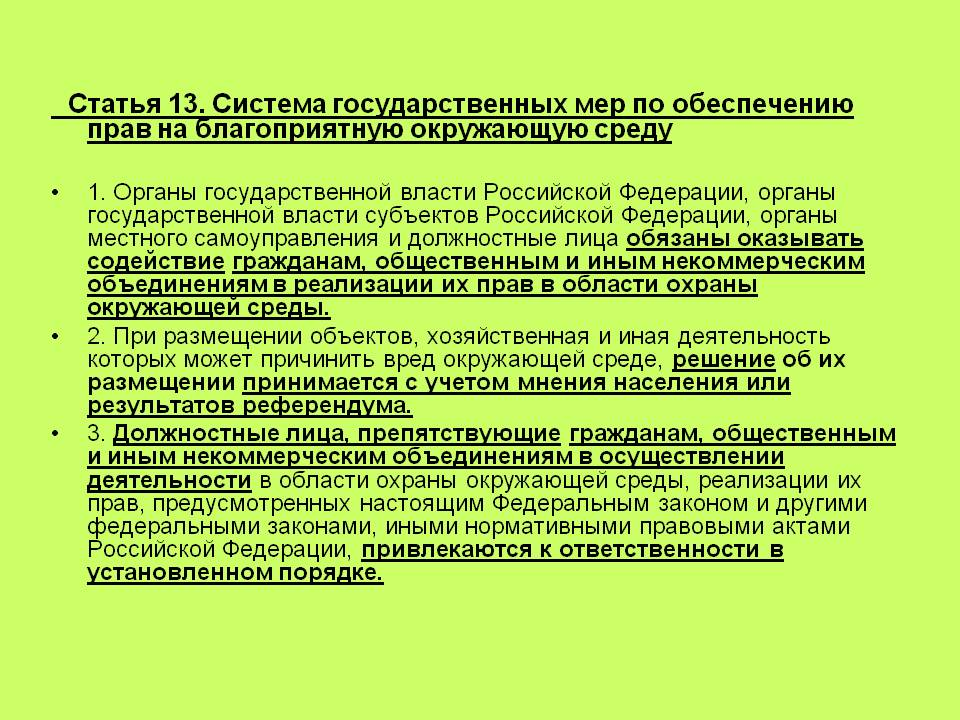 Статья 13. Система государственных мер по обеспечению
прав на благоприятную окружающую среду
• 1. Органы государственной власти Российской Федерации, органы
государственной власти субъектов Российской Федерации, органы
местного самоуправления и должностные лица обязаны оказывать
содействие гражданам, общественным и иным некоммерческим
объединениям в реализации их прав в области охраны
окружающей среды.
• 2. При размещении объектов, хозяйственная и иная деятельность
которых может причинить вред окружающей среде, решение об их
размещении принимается с учетом мнения населения или
результатов референдума.
• 3. Должностные лица, препятствующие гражданам, общественным
и иным некоммерческим объединениям в осуществлении
деятельности в области охраны окружающей среды, реализации их
прав, предусмотренных настоящим Федеральным законом и другими
федеральными законами, иными нормативными правовыми актами
Российской Федерации, привлекаются к ответственности в
установленном порядке.